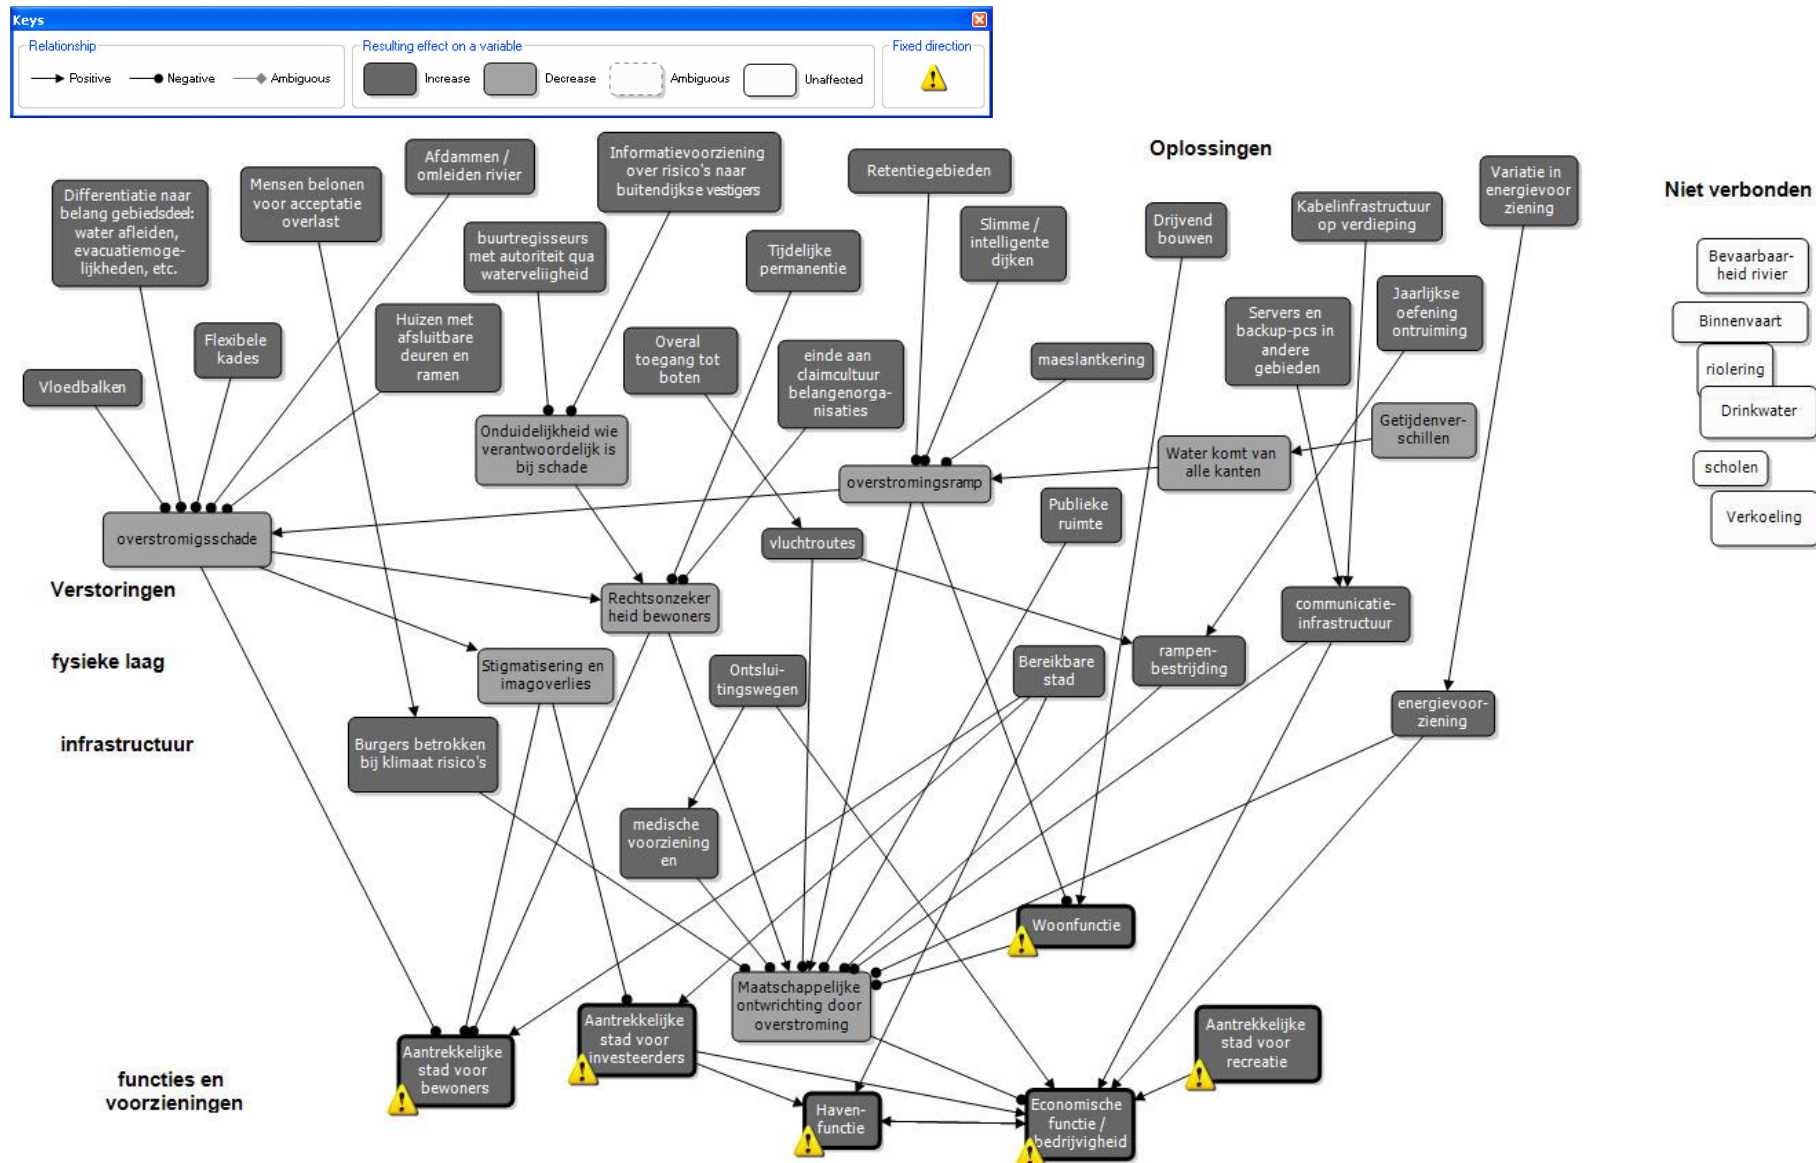 Keys
Relationship
Resulting effect on a variable
Fixed direction
Positive
Negative
Ambiguous
Increase
Decrease
Ambiguous
Unaffected
Oplossingen
Niet verbonden
Differentiatie naar
belang gebiedsdeel:
water afleiden,
evacuatiemoge-
lijkheden, etc.
Mensen belonen
voor acceptatie
overlast
Afdammen /
omleiden rivier
Informatievoorziening
over risico's naar
buitendijkse vestigers
Retentiegebieden
Variatie in
energievoor
ziening
Kabelinfrastructuur
op verdieping
Drijvend
bouwen
Slimme /
intelligente
dijken
buurtregisseurs
met autoriteit qua
waterveliigheid
Tijdelijke
permanentie
Bevaarbaar-
heid rivier
Binnenvaart
riolering
Drinkwater
scholen
Verkoeling
Jaarlijkse
oefening
ontruiming
Servers en
backup-pcs in
andere
gebieden
Huizen met
afsluitbare
deuren en
ramen
Flexibele
kades
Vloedbalken
Overal
toegang tot
boten
einde aan
claimcultuur
belangenorga-
nisaties
maeslantkering
Getijdenver-
schillen
Onduidelijkheid wie
verantwoordelijk is
bij schade
Water komt van
alle kanten
overstromingsramp
Publieke
ruimte
overstromigsschade
vluchtroutes
Verstoringen
Rechtsonzeker
heid bewoners
communicatie-
infrastructuur
fysieke laag
Stigmatisering en
imagoverlies
Ontslui-
tingswegen
Bereikbare
stad
rampen-
bestrijding
energievoor-
ziening
infrastructuur
Burgers betrokken
bij klimaat risico's
medische
voorziening
en
Woonfunctie
Maatschappelijke
ontwrichting door
overstroming
Aantrekkelijke
stad voor
bewoners
Aantrekkelijke
stad voor
investeerders
Aantrekkelijke
stad voor
recreatie
functies en
voorzieningen
Haven-
functie
Economische
functie /
bedrijvigheid